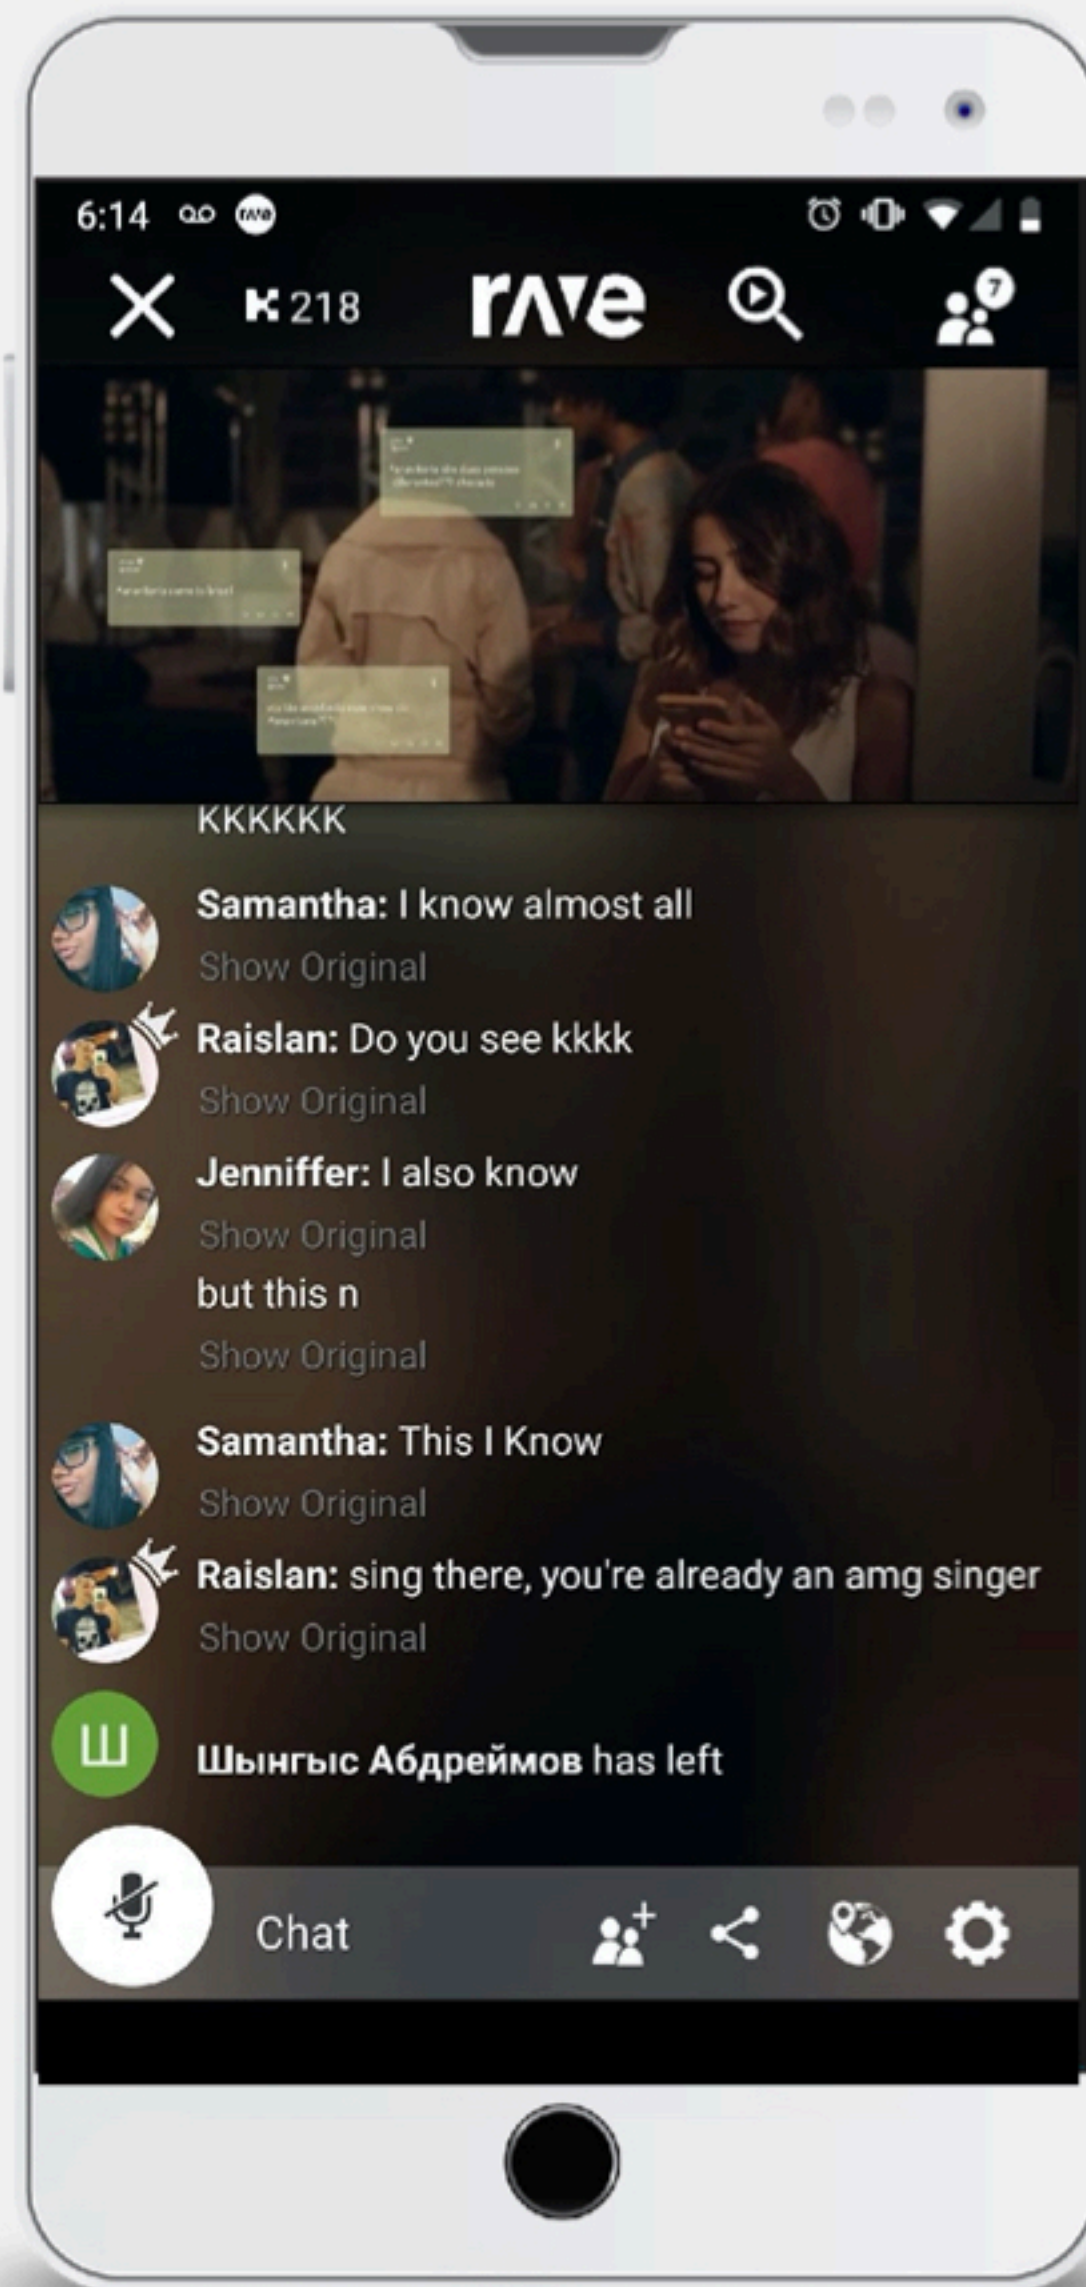 6:14
rave
K 218
rave
7
KKKKKK
Samantha: I know almost all
Show Original
Raislan: Do you see kkkk
Show Original
Jenniffer: I also know
Show Original
but this n
Show Original
Samantha: This I Know
Show Original
Raislan: sing there, you're already an amg singer
Show Original
Ш
Шынгыс Абдреймов has left
Chat